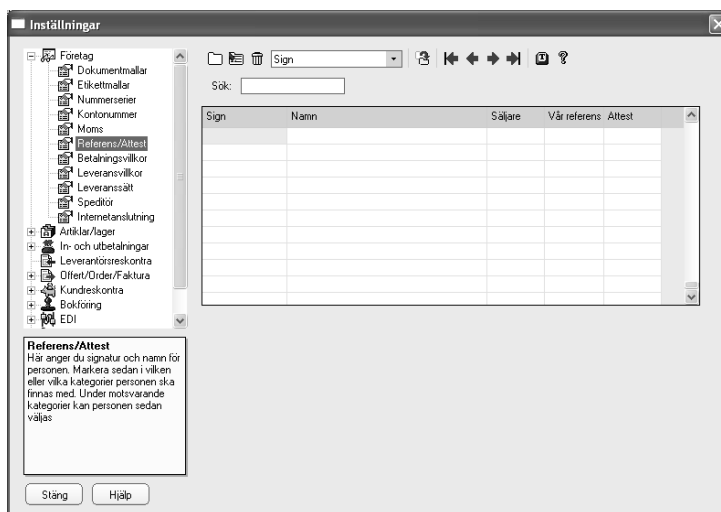 Inställningar
Företag
Dokumentmallar
Etikettmallar
Nummerserier
Kontonummer
Moms
Referens/Attest
Betalningsvillkor
Leveransvillkor
Leveranssätt
Speditör
Internetanslutning
Artiklar/lager
In- och utbetalningar
Leverantörsreskontra
Offert/Order/Faktura
Kundreskontra
Bokföring
EDI
Sign
Sök:
Sign Namn Säljare Vår referens Attest
Referens/Attest
Här anger du signatur och namn för
personen. Markera sedan i vilken
eller vilka kategorier personen ska
finnas med. Under motsvarande
kategorier kan personen sedan
väljas
Stäng Hjälp